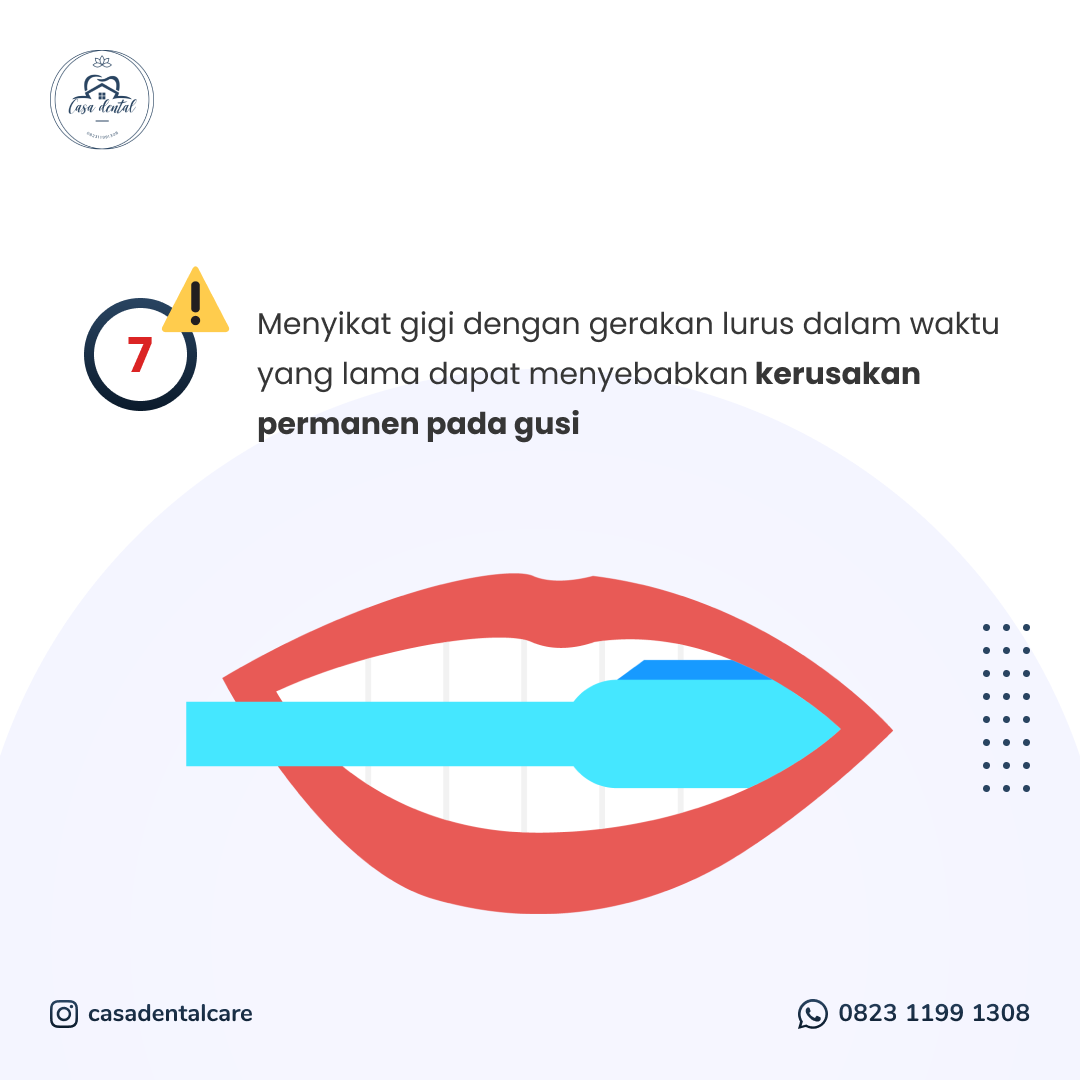 Casa dental
7
Menyikat gigi dengan gerakan lurus dalam waktu
yang lama dapat menyebabkan kerusakan
permanen pada gusi
casadentalcare
0823 1199 1308